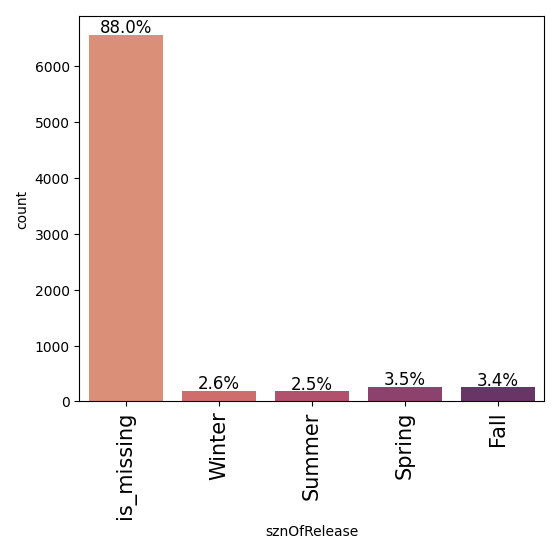 88.0%
6000
5000
4000
3000
2000
1000
0
count
2.6%
2.5%
3.5%
3.4%
is_missing
Winter
Summer
Spring
Fall
sznOfRelease